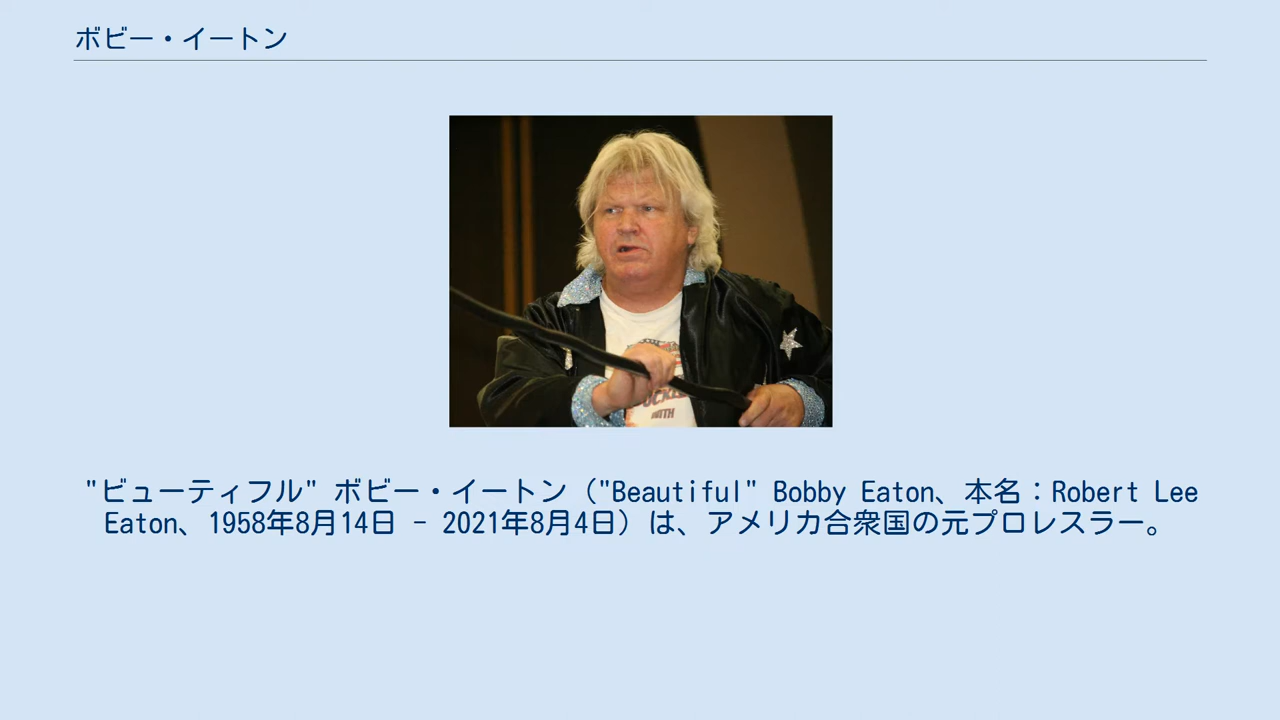 ボビー・イートン
OCKE
WITH
"ビューティフル" ボビー・イートン（"Beautiful" Bobby Eaton、本名：Robert Lee
Eaton、1958年8月14日 - 2021年8月4日）は、アメリカ合衆国の元プロレスラー。